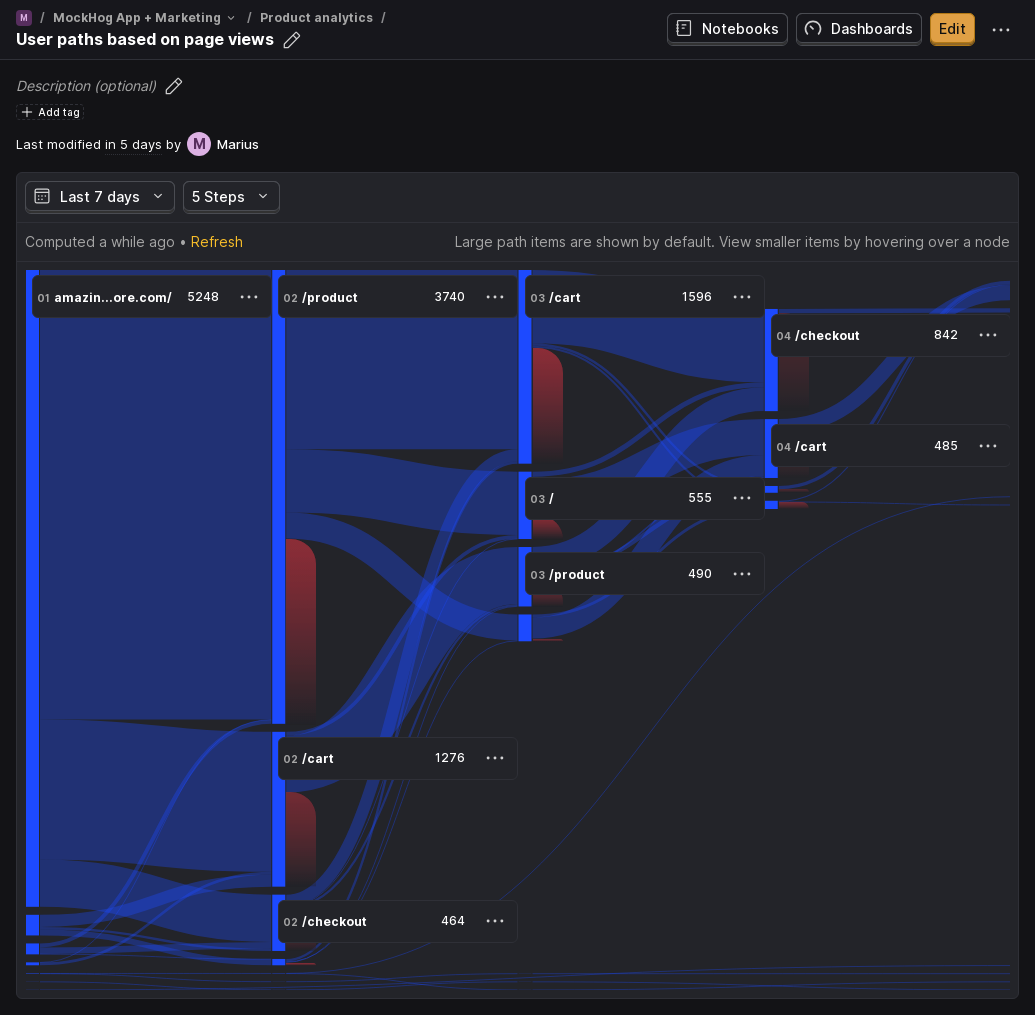 M / MockHog App + Marketing / Product analytics /
User paths based on page views
Notebooks Dashboards Edit
Description (optional)
Add tag
Last modified in 5 days by M Marius
Last 7 days 5 Steps
Computed a while ago • Refresh Large path items are shown by default. View smaller items by hovering over a node
01 amazin...ore.com/ 5248
02 /product 3740
03 /cart 1596
04 /checkout 842
04 /cart 485
03 / 555
03 /product 490
02 /cart 1276
02 /checkout 464